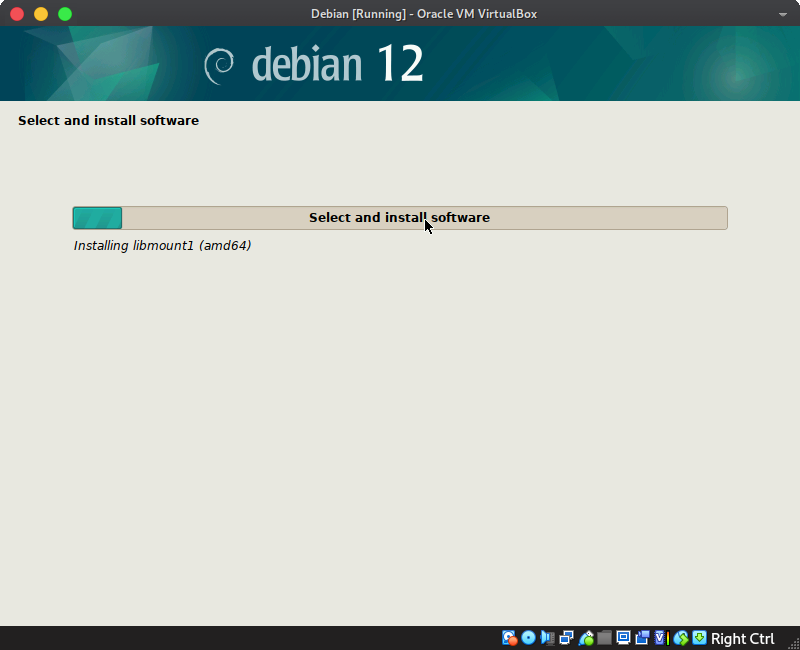 Debian [Running] - Oracle VM VirtualBox
debian 12
Select and install software
Select and install software
Installing libmount1 (amd64)
Right Ctrl